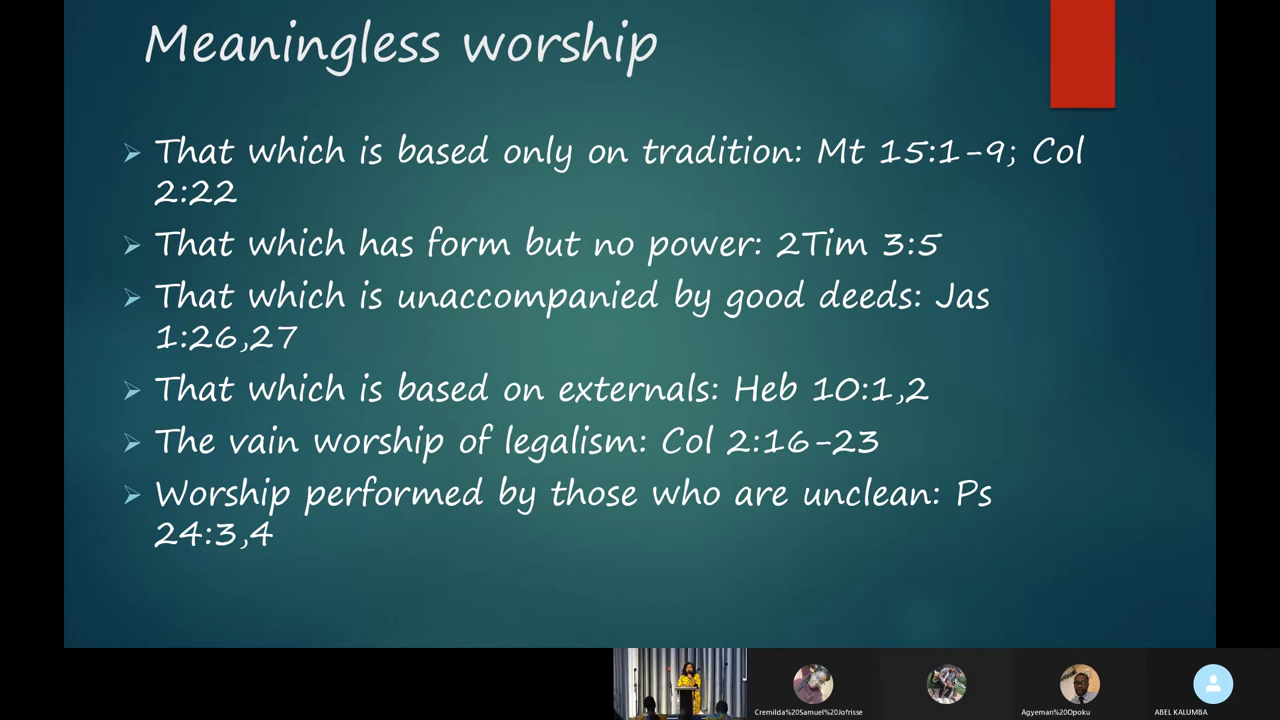 Meaningless worship
That which is based only on tradition: Mt 15:1-9; Col
2:22
That which has form but no power: 2Tim 3:5
That which is unaccompanied by good deeds: Jas
1:26,27
That which is based on externals: Heb 10:1,2
The vain worship of legalism: Col 2:16-23
Worship performed by those who are unclean: Ps
24:3,4
Cremilda%20Samuel%20Jofrisse
Agyeman%20Opoku
ABEL KALUMBA